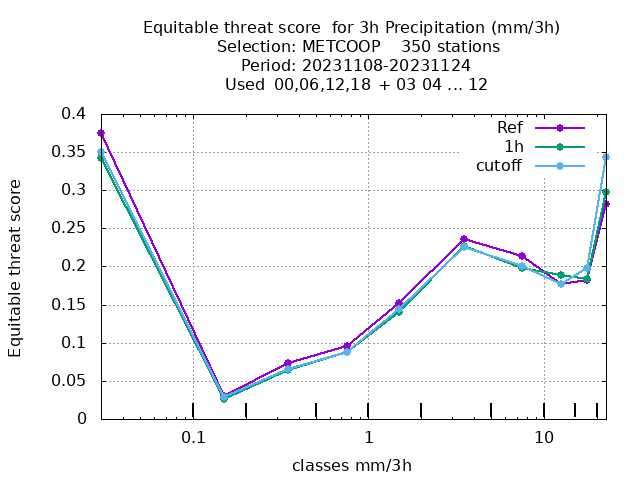 Equitable threat score  for 3h Precipitation (mm/3h)
Selection: METCOOP    350 stations
Period: 20231108-20231124
Used  00,06,12,18  + 03 04 ... 12
Ref
1h
cutoff
Equitable threat score
0.4
0.35
0.3
0.25
0.2
0.15
0.1
0.05
0
0.1 1 10
classes mm/3h